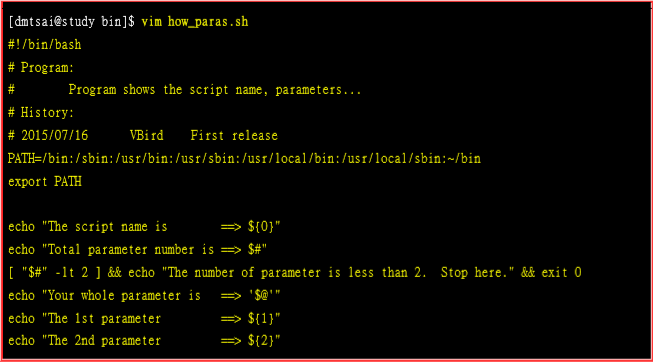 [dmtsai@study bin]$ vim how_paras.sh
#!/bin/bash
# Program:
#       Program shows the script name, parameters...
# History:
# 2015/07/16      VBird    First release
PATH=/bin:/sbin:/usr/bin:/usr/sbin:/usr/local/bin:/usr/local/sbin:~/bin
export PATH

echo "The script name is        ==> ${0}"
echo "Total parameter number is ==> $#"
[ "$#" -lt 2 ] && echo "The number of parameter is less than 2.  Stop here." && exit 0
echo "Your whole parameter is   ==> '$@'"
echo "The 1st parameter         ==> ${1}"
echo "The 2nd parameter         ==> ${2}"